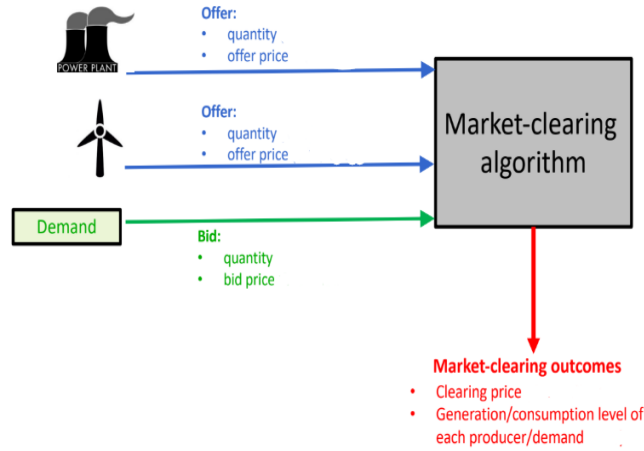 Offer:
• quantity
• offer price
POWER PLANT
Offer:
• quantity
• offer price
Market-clearing
algorithm
Demand
Bid:
• quantity
• bid price
Market-clearing outcomes
• Clearing price
• Generation/consumption level of
each producer/demand